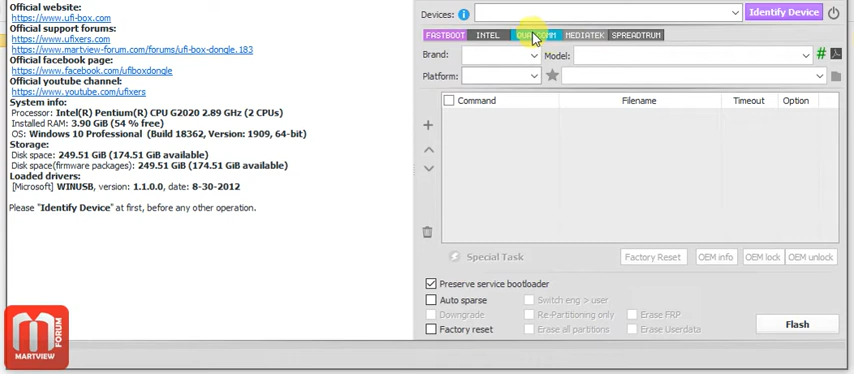 Official website:
https://www.ufi-box.com
Official support forums:
https://www.ufixers.com
https://www.martview-forum.com/forums/ufi-box-dongle.183
Official facebook page:
https://www.facebook.com/ufiboxdongle
Official youtube channel:
https://www.youtube.com/ufixers
System info:
Processor: Intel(R) Pentium(R) CPU G2020 2.89 GHz (2 CPUs)
Installed RAM: 3.90 GiB (54 % free)
OS: Windows 10 Professional (Build 18362, Version: 1909, 64-bit)
Storage:
Disk space: 249.51 GiB (174.51 GiB available)
Disk space(firmware packages): 249.51 GiB (174.51 GiB available)
Loaded drivers:
[Microsoft] WINUSB, version: 1.1.0.0, date: 8-30-2012
Please "Identify Device" at first, before any other operation.
Devices: Identify Device
FASTBOOT INTEL QUALCOMM MEDIATEK SPREADTRUM
Brand: Model: #
Platform:
Command Filename Timeout Option
Special Task Factory Reset OEM info OEM lock OEM unlock
Preserve service bootloader
Auto sparse Switch eng > user
Downgrade Re-Partitioning only Erase FRP
Factory reset Erase all partitions Erase Userdata
Flash
MARTVIEW
FORUM